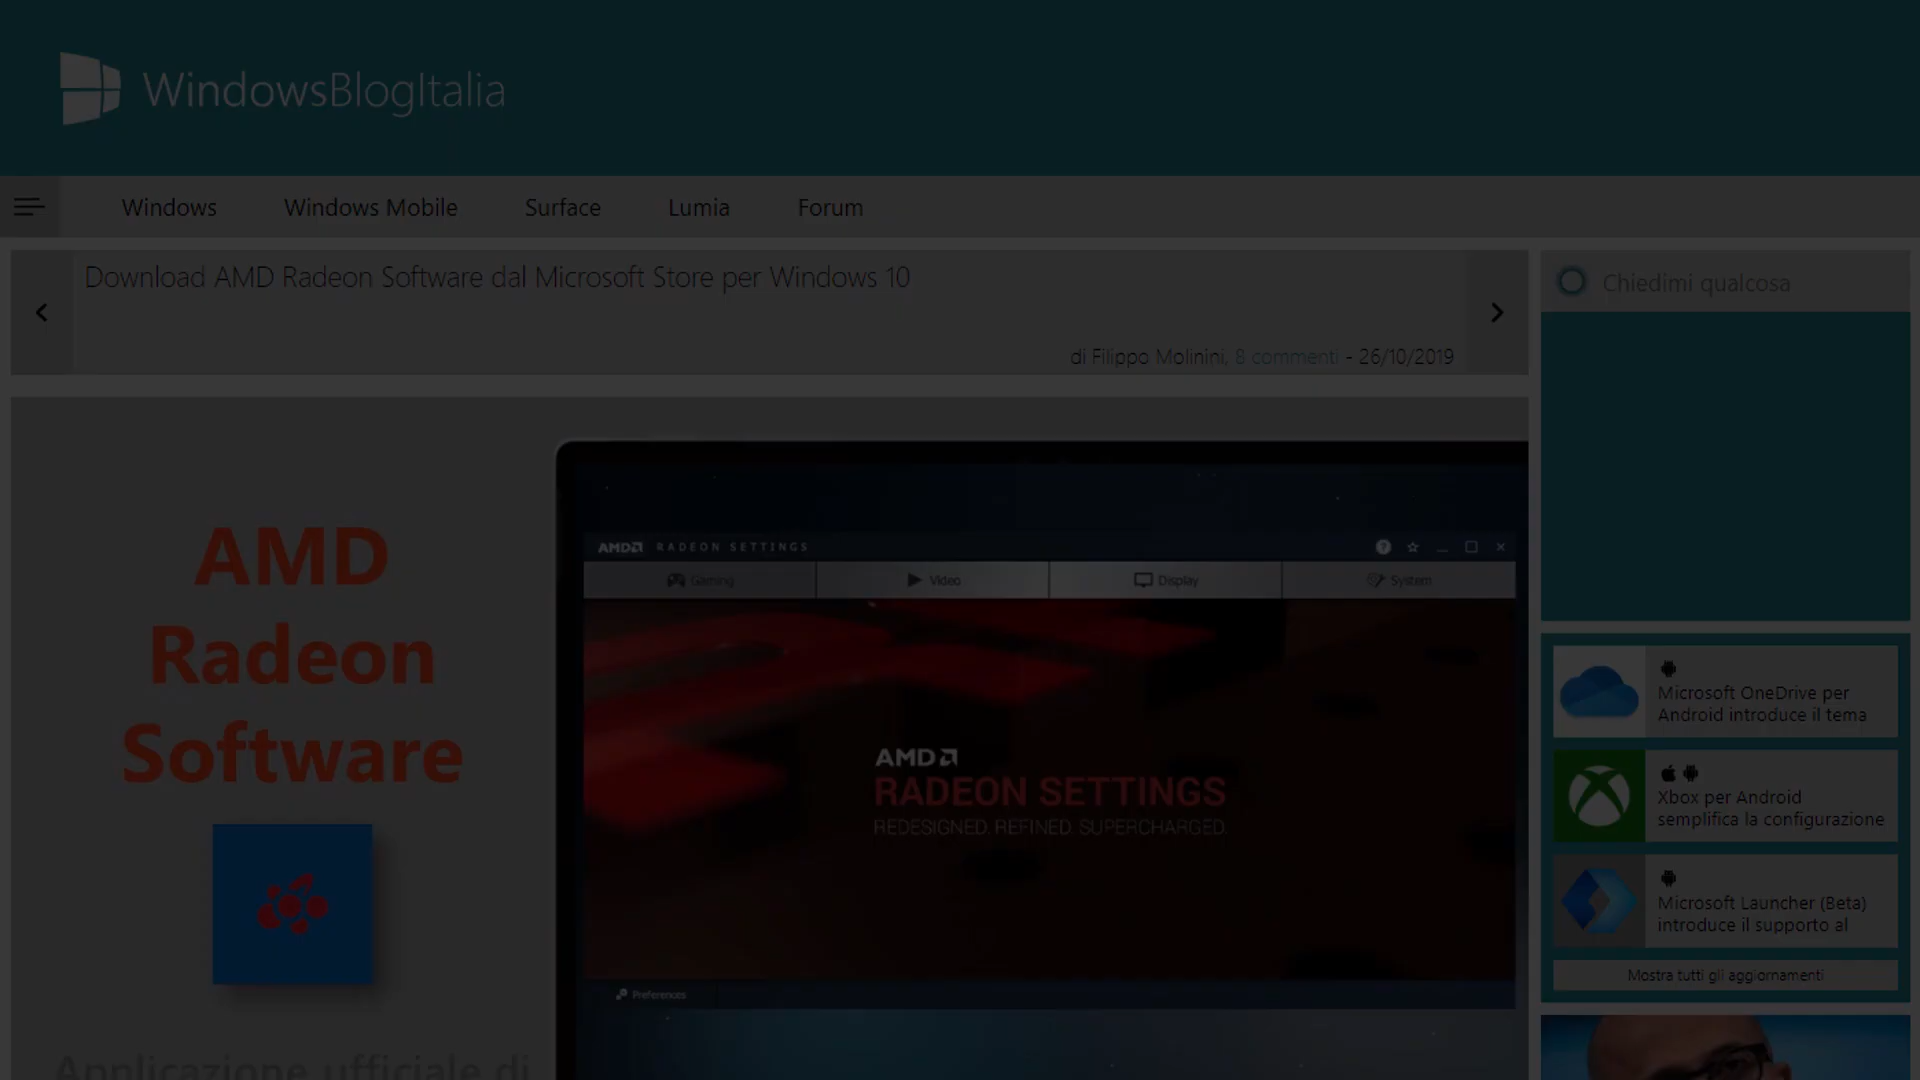 WindowsBlogItalia
Windows
Windows Mobile
Surface
Lumia
Forum
Download AMD Radeon Software dal Microsoft Store per Windows 10
di Filippo Molinini, 8 commenti - 26/10/2019
Chiedimi qualcosa
AMD
Radeon
Software
Applicazione ufficiale di
AMD RADEON SETTINGS
Gaming
Video
Display
System
AMD
RADEON SETTINGS
REDESIGNED. REFINED. SUPERCHARGED.
Preferences
Microsoft OneDrive per
Android introduce il tema
Xbox per Android
semplifica la configurazione
Microsoft Launcher (Beta)
introduce il supporto al
Mostra tutti gli aggiornamenti